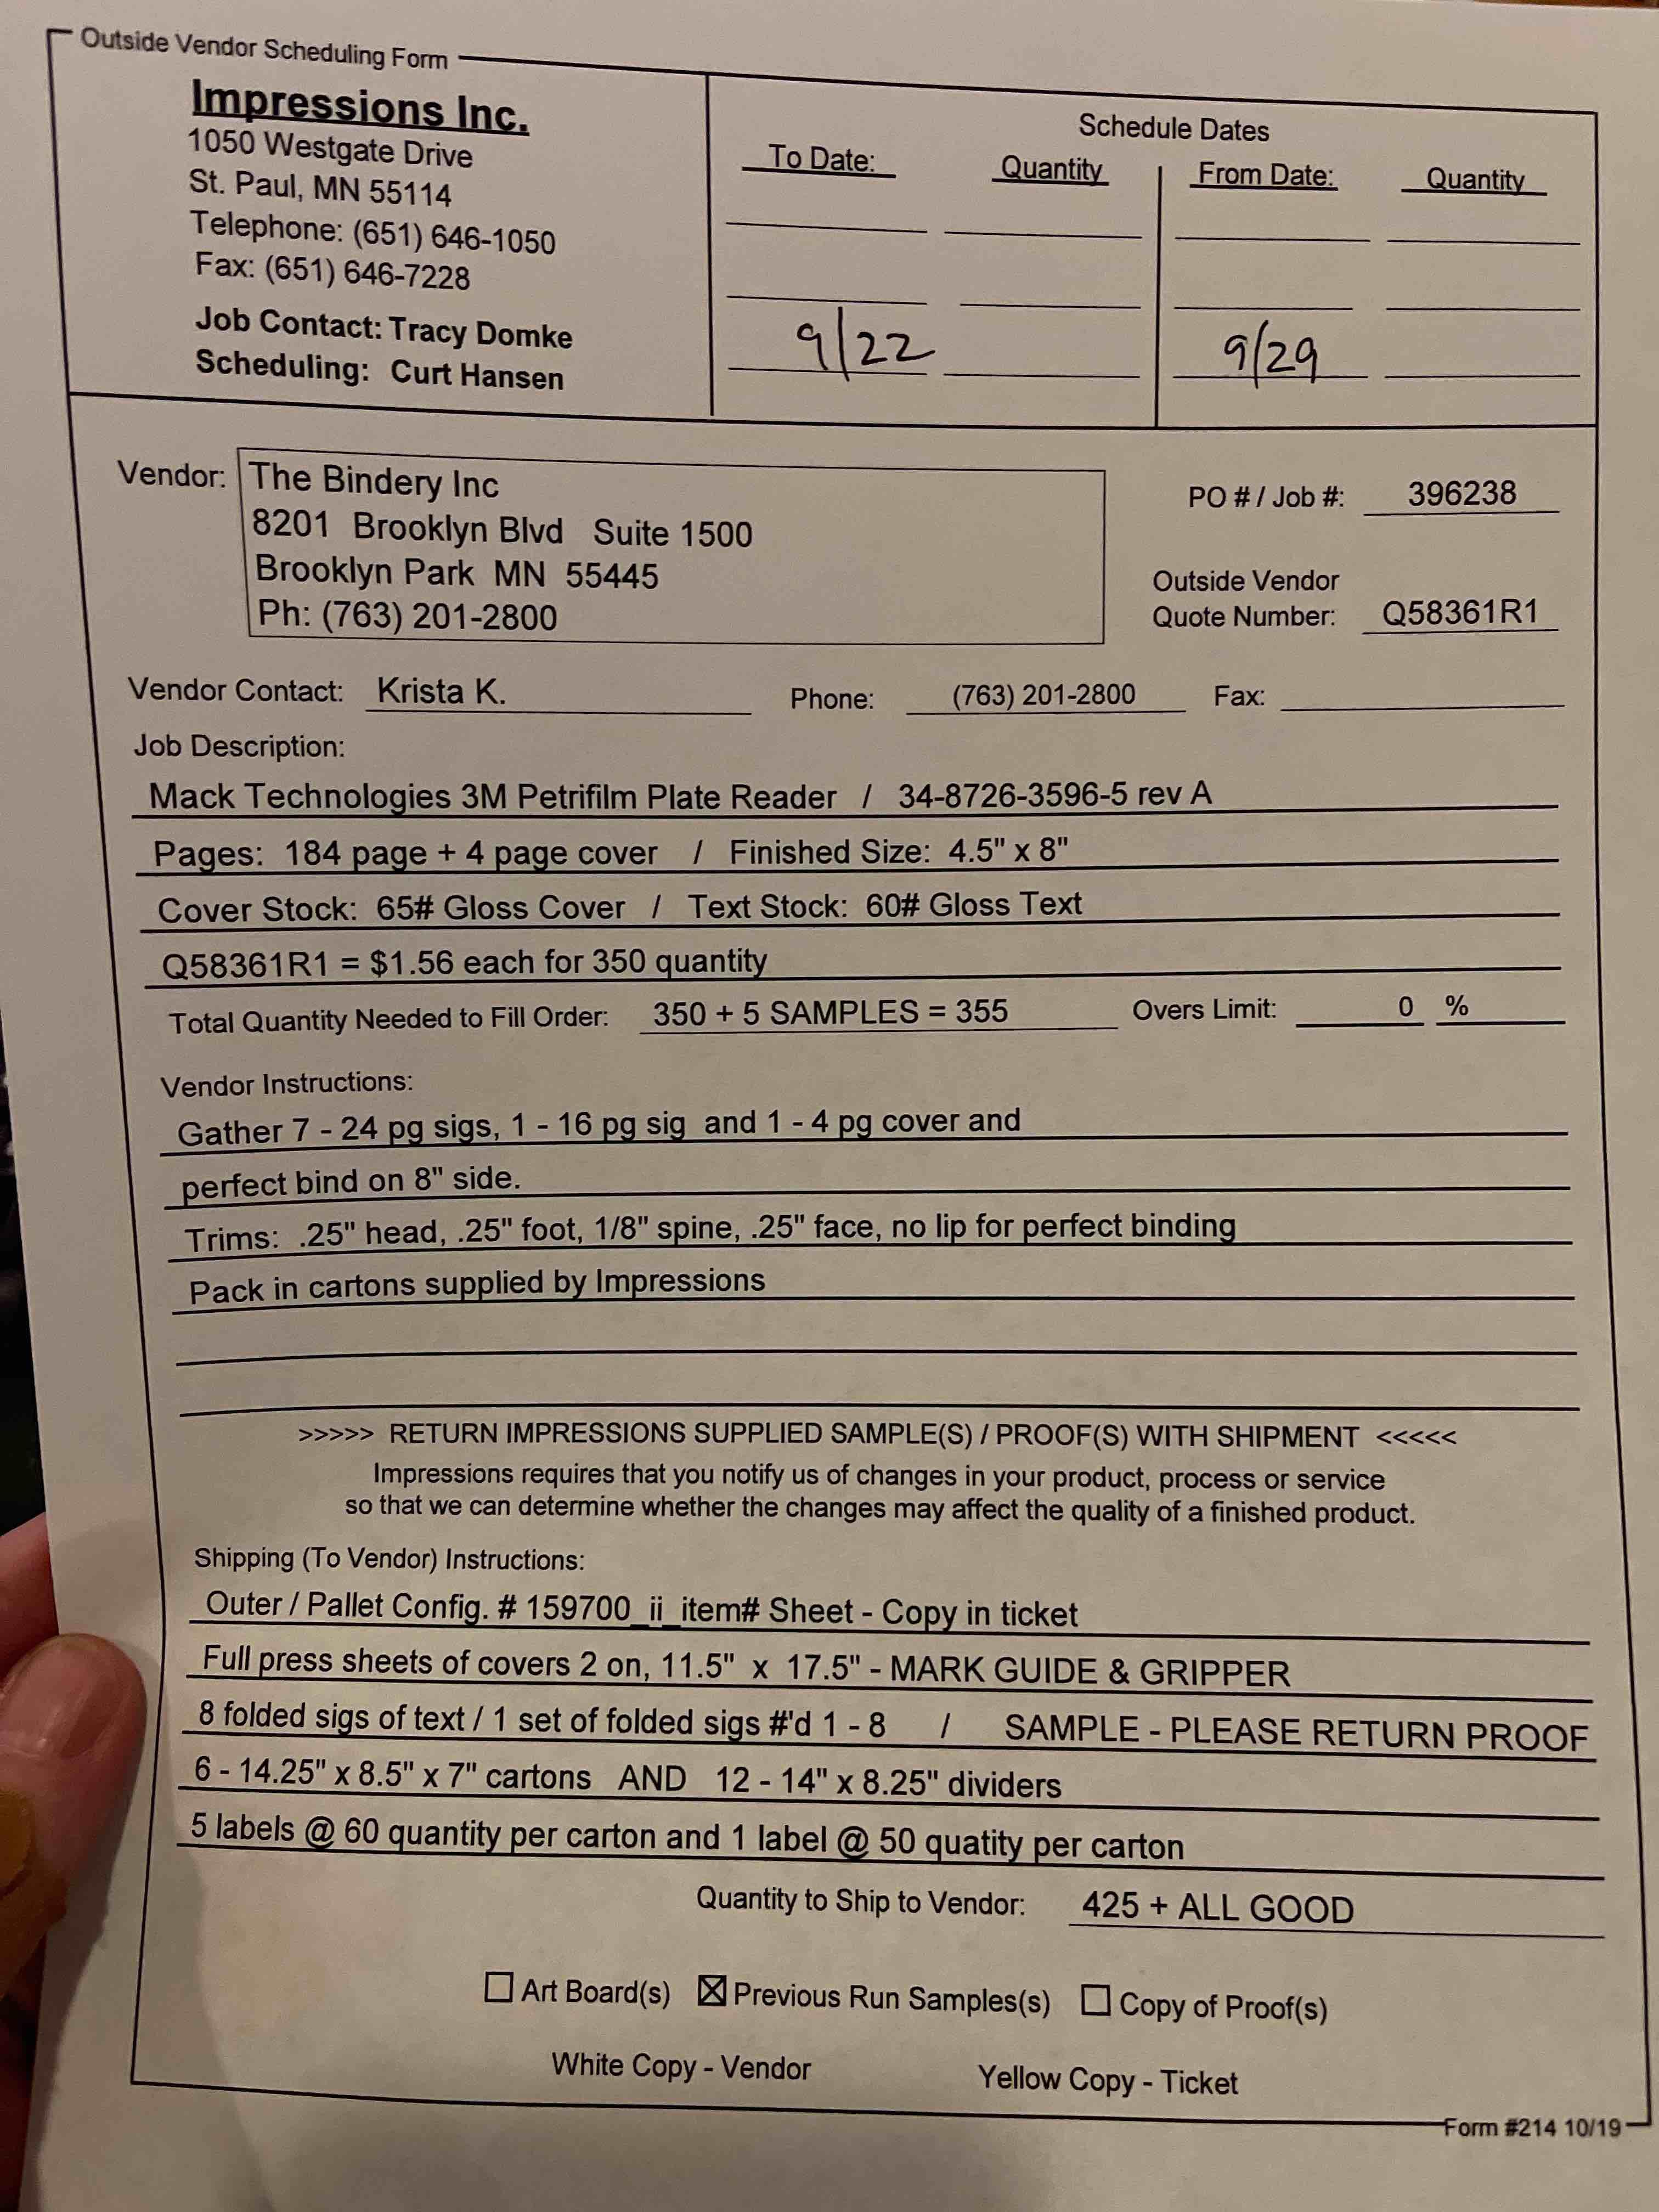 Outside Vendor Scheduling Form
Impressions Inc.
1050 Westgate Drive
St. Paul, MN 55114
Telephone: (651) 646-1050
Fax: (651) 646-7228
Job Contact: Tracy Domke
Scheduling: Curt Hansen
Schedule Dates
To Date: Quantity From Date: Quantity
9/22 9/29
Vendor: The Bindery Inc
8201 Brooklyn Blvd Suite 1500
Brooklyn Park MN 55445
Ph: (763) 201-2800
PO # / Job #: 396238
Outside Vendor
Quote Number: Q58361R1
Vendor Contact: Krista K. Phone: (763) 201-2800 Fax:
Job Description:
Mack Technologies 3M Petrifilm Plate Reader / 34-8726-3596-5 rev A
Pages: 184 page + 4 page cover / Finished Size: 4.5" x 8"
Cover Stock: 65# Gloss Cover / Text Stock: 60# Gloss Text
Q58361R1 = $1.56 each for 350 quantity
Total Quantity Needed to Fill Order: 350 + 5 SAMPLES = 355 Overs Limit: 0 %
Vendor Instructions:
Gather 7 - 24 pg sigs, 1 - 16 pg sig and 1 - 4 pg cover and
perfect bind on 8" side.
Trims: .25" head, .25" foot, 1/8" spine, .25" face, no lip for perfect binding
Pack in cartons supplied by Impressions
>>>>> RETURN IMPRESSIONS SUPPLIED SAMPLE(S) / PROOF(S) WITH SHIPMENT <<<<<
Impressions requires that you notify us of changes in your product, process or service
so that we can determine whether the changes may affect the quality of a finished product.
Shipping (To Vendor) Instructions:
Outer / Pallet Config. # 159700_ii_item# Sheet - Copy in ticket
Full press sheets of covers 2 on, 11.5" x 17.5" - MARK GUIDE & GRIPPER
8 folded sigs of text / 1 set of folded sigs #'d 1 - 8 / SAMPLE - PLEASE RETURN PROOF
6 - 14.25" x 8.5" x 7" cartons AND 12 - 14" x 8.25" dividers
5 labels @ 60 quantity per carton and 1 label @ 50 quatity per carton
Quantity to Ship to Vendor: 425 + ALL GOOD
☐ Art Board(s) ☒ Previous Run Samples(s) ☐ Copy of Proof(s)
White Copy - Vendor Yellow Copy - Ticket
Form #214 10/19